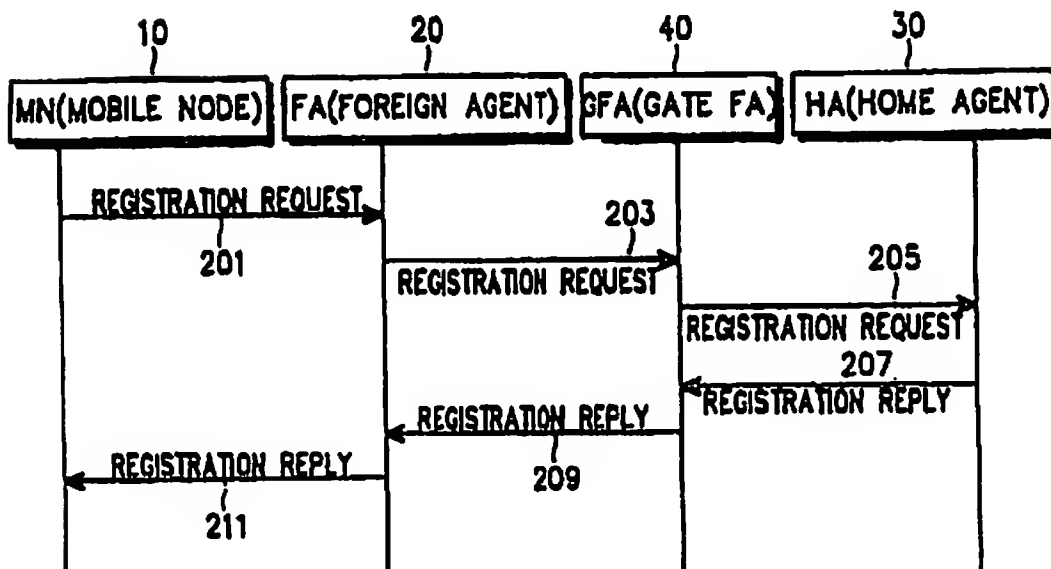 10
20
40
30
MN(MOBILE NODE)
FA(FOREIGN AGENT)
GFA(GATE FA)
HA(HOME AGENT)
REGISTRATION REQUEST
201
203
REGISTRATION REQUEST
205
REGISTRATION REQUEST
207
REGISTRATION REPLY
REGISTRATION REPLY
209
REGISTRATION REPLY
211